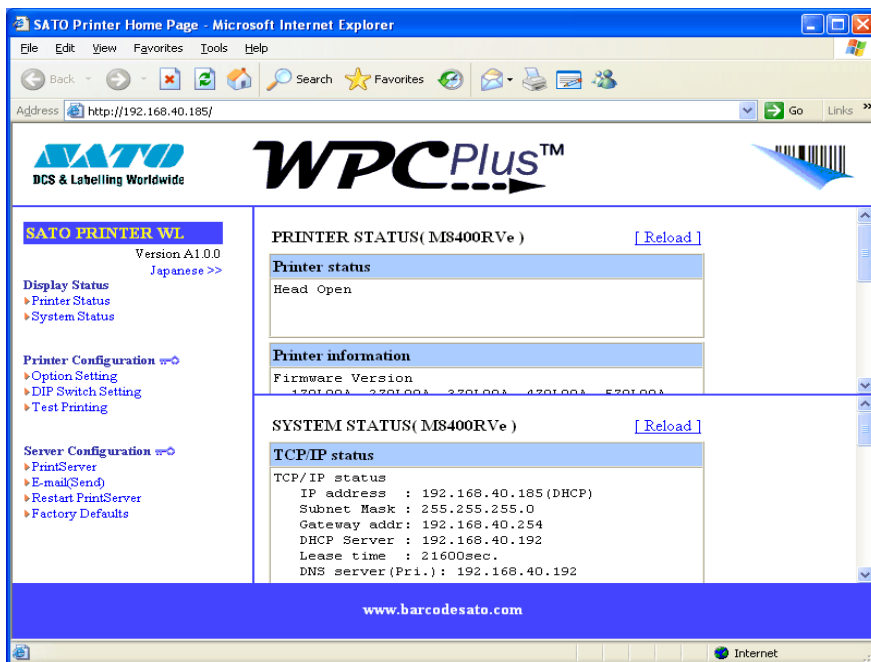 SATO Printer Home Page - Microsoft Internet Explorer
File Edit View Favorites Tools Help
Back Search Favorites
Address http://192.168.40.185/ Go Links »
SATO
DCS & Labelling Worldwide
WPC Plus™
SATO PRINTER WL
Version A1.0.0
Japanese >>
Display Status
Printer Status
System Status
Printer Configuration
Option Setting
DIP Switch Setting
Test Printing
Server Configuration
PrintServer
E-mail(Send)
Restart PrintServer
Factory Defaults
PRINTER STATUS( M8400RVe ) [ Reload ]
Printer status
Head Open
Printer information
Firmware Version
SYSTEM STATUS( M8400RVe ) [ Reload ]
TCP/IP status
TCP/IP status
IP address : 192.168.40.185(DHCP)
Subnet Mask : 255.255.255.0
Gateway addr: 192.168.40.254
DHCP Server : 192.168.40.192
Lease time : 21600sec.
DNS server(Pri.): 192.168.40.192
www.barcodesato.com
Internet